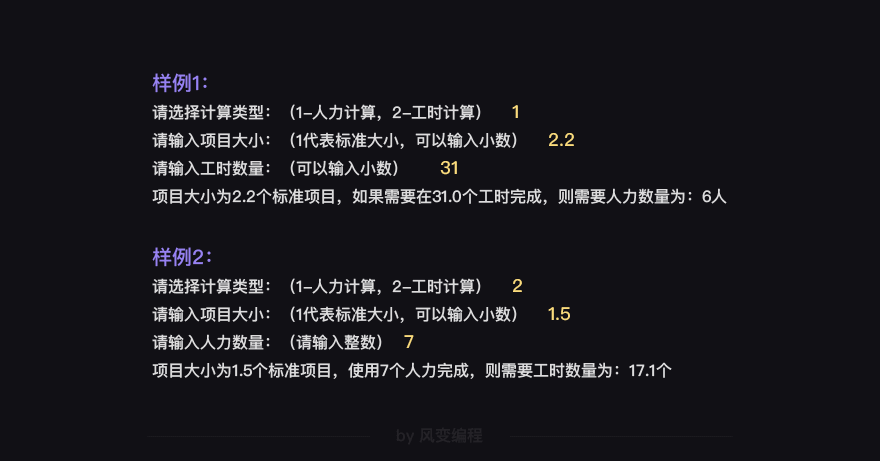 样例1：
请选择计算类型：（1-人力计算，2-工时计算） 1
请输入项目大小：（1代表标准大小，可以输入小数） 2.2
请输入工时数量：（可以输入小数） 31
项目大小为2.2个标准项目，如果需要在31.0个工时完成，则需要人力数量为：6人
样例2：
请选择计算类型：（1-人力计算，2-工时计算） 2
请输入项目大小：（1代表标准大小，可以输入小数） 1.5
请输入人力数量：（请输入整数） 7
项目大小为1.5个标准项目，使用7个人力完成，则需要工时数量为：17.1个
by 风变编程